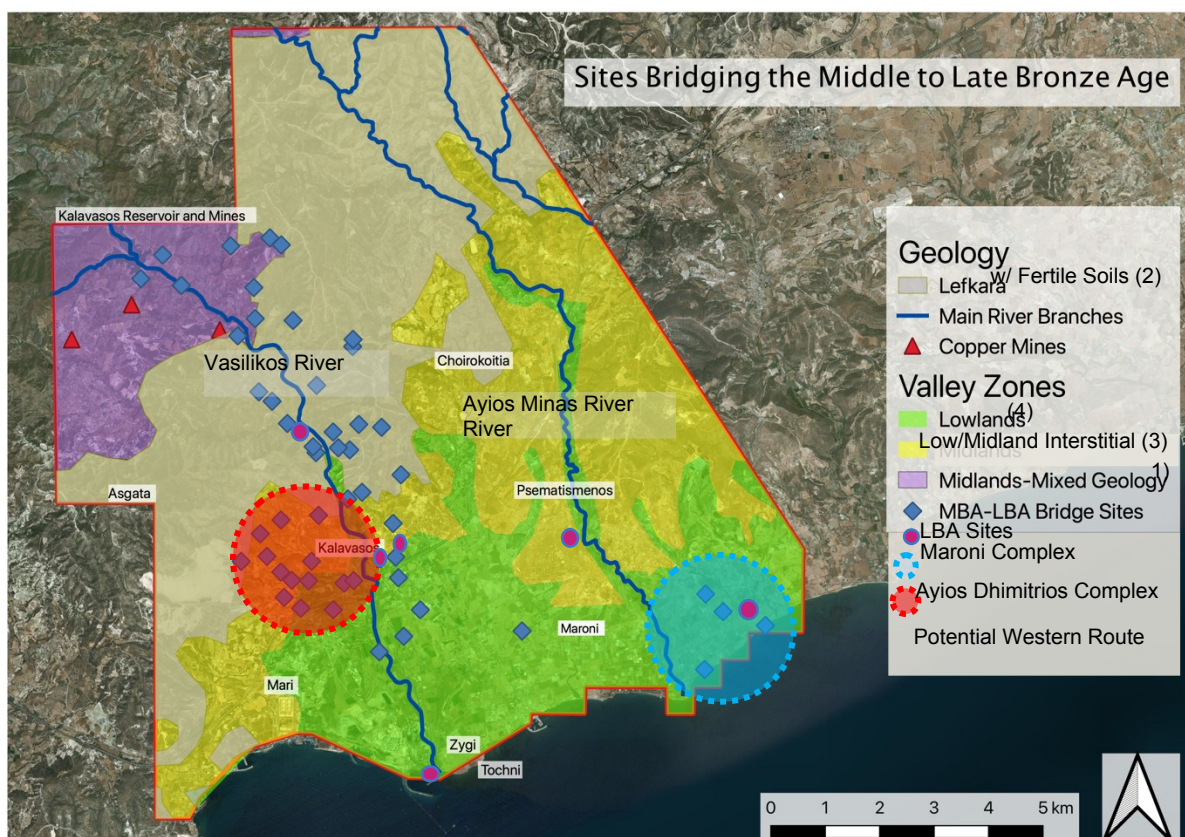 Sites Bridging the Middle to Late Bronze Age
Kalavasos Reservoir and Mines
Vasilikos River
Choirokoitia
Ayios Minas River
River
Asgata
Psematismenos
Kalavasos
Maroni
Mari
Zygi
Tochni
Geology
Lefkara w/ Fertile Soils (2)
Main River Branches
Copper Mines
Valley Zones
Lowlands (4)
Low/Midland Interstitial (3)
Midlands
Midlands-Mixed Geology 1)
MBA-LBA Bridge Sites
LBA Sites
Maroni Complex
Ayios Dhimitrios Complex
Potential Western Route
0 1 2 3 4 5 km